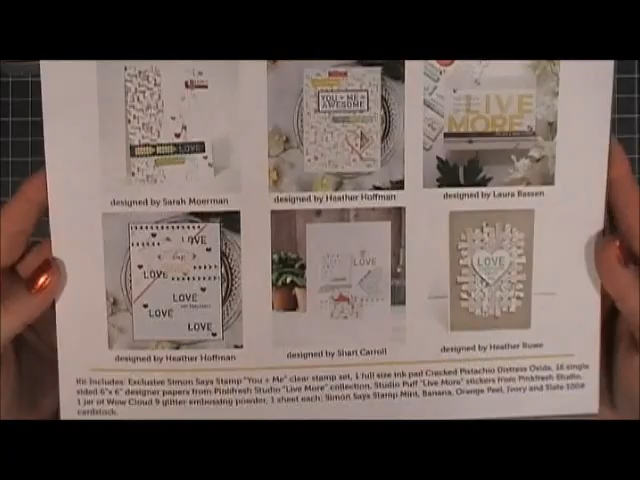 LOVE
YOU + ME =
AWESOME
LIVE
MORE
designed by Sarah Moerman
designed by Heather Hoffman
designed by Laura Bassen
LOVE
LOVE
LOVE
LOVE
LOVE
LOVE
designed by Heather Hoffman
designed by Shari Carroll
designed by Heather Ruwe
Kit Includes: Exclusive Simon Says Stamp "You + Me" clear stamp set, 1 full size ink pad Cracked Pistachio Distress Oxide, 16 single
sided 6"x 6" designer papers from Pinkfresh Studio "Live More" collection, Studio Puff "Live More" stickers from Pinkfresh Studio,
1 jar of Wow Cloud 9 glitter embossing powder, 1 sheet each: Simon Says Stamp Mint, Banana, Orange Peel, Ivory and Slate 100#
cardstock.